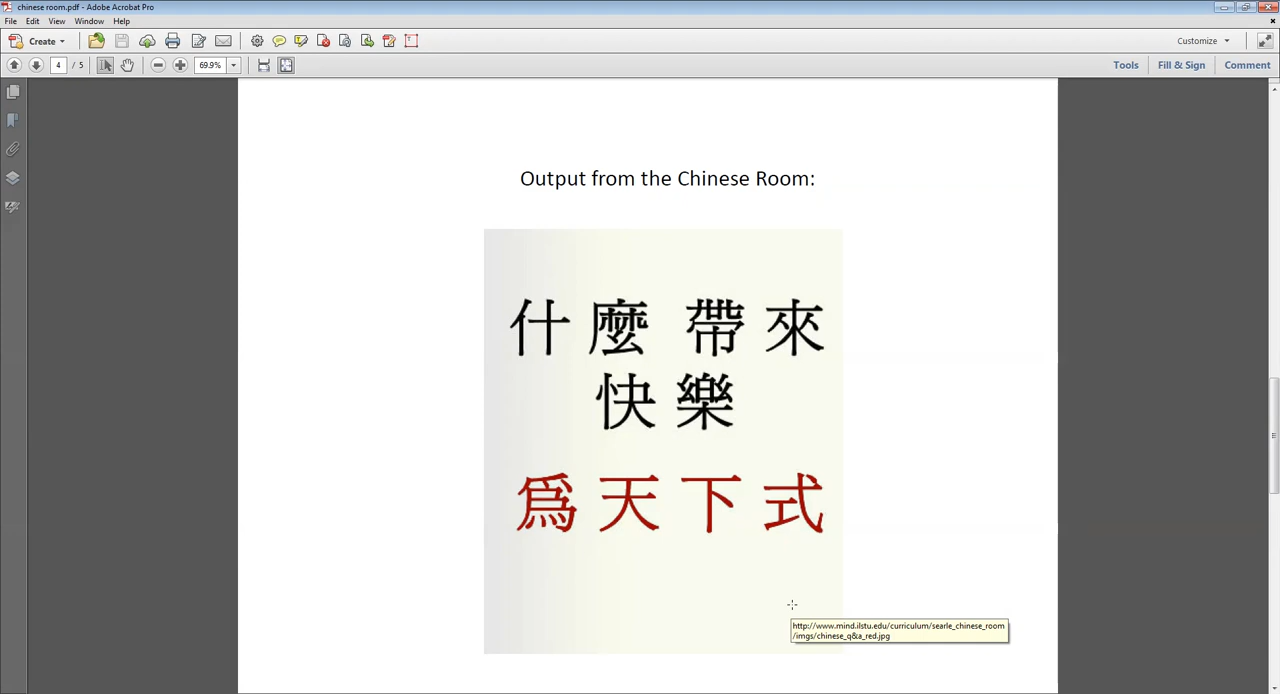 chinese room.pdf - Adobe Acrobat Pro
File Edit View Window Help
Create Customize
4 / 5 69.9% Tools Fill & Sign Comment
Output from the Chinese Room:
什麼 帶來
快樂
爲天下式
http://www.mind.ilstu.edu/curriculum/searle_chinese_room
/imgs/chinese_q&a_red.jpg